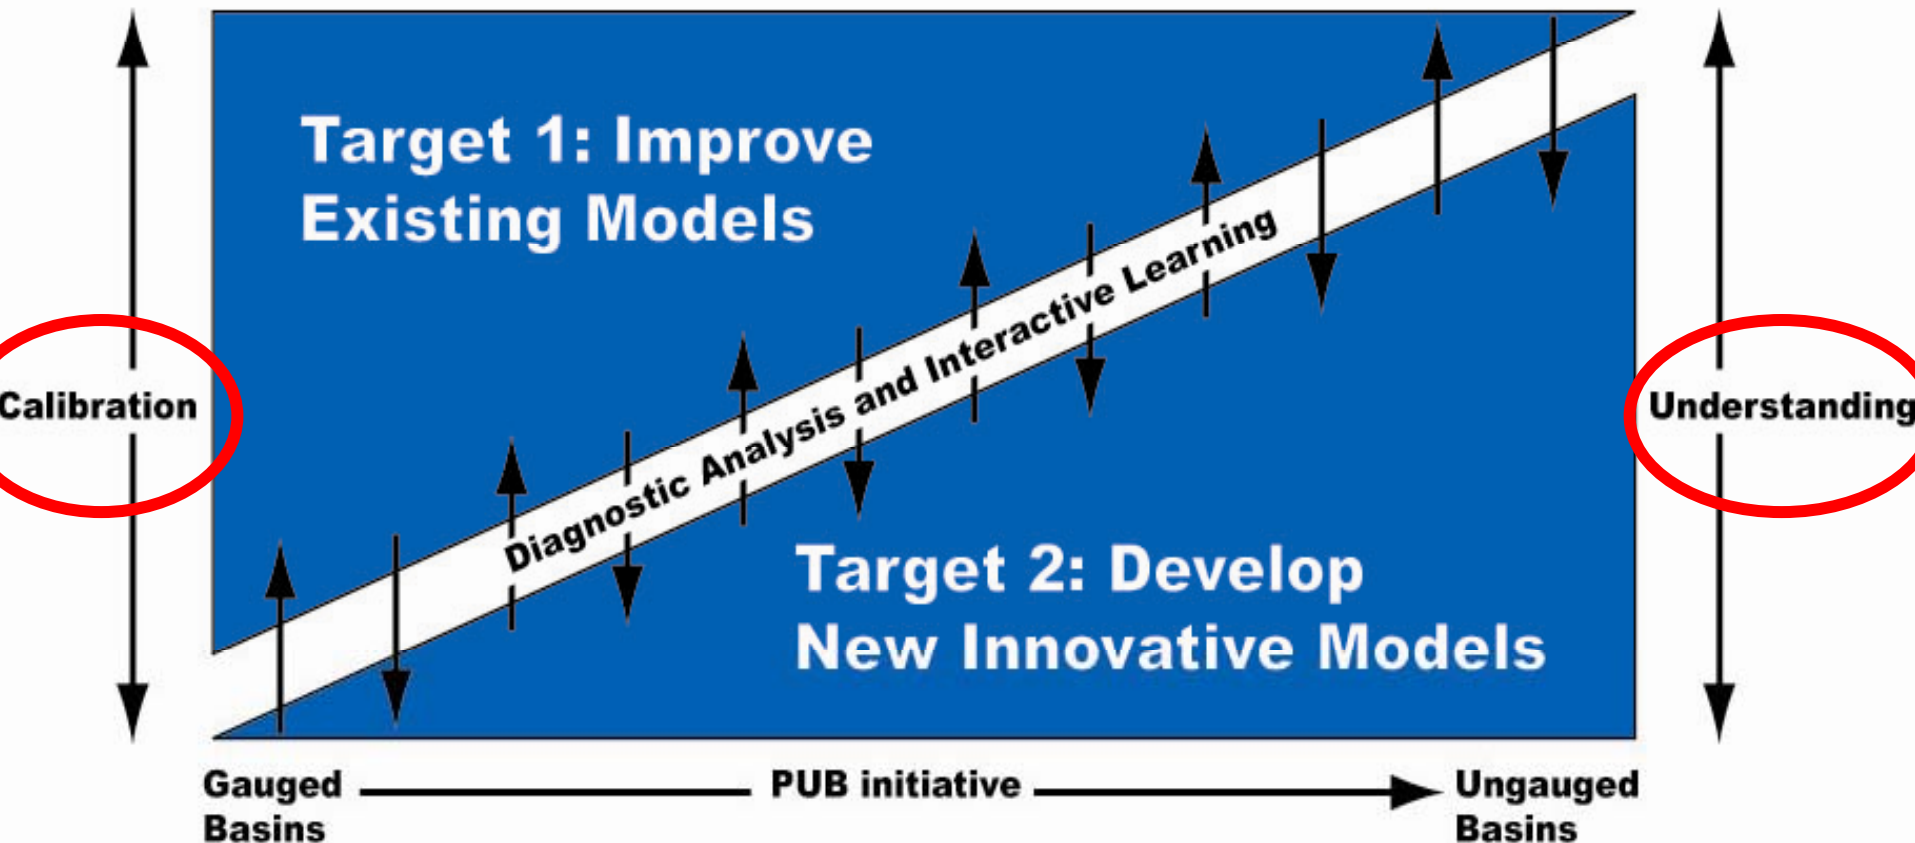 Target 1: Improve
Existing Models
Calibration
Diagnostic Analysis and Interactive Learning
Understanding
Target 2: Develop
New Innovative Models
Gauged
Basins
PUB initiative
Ungauged
Basins